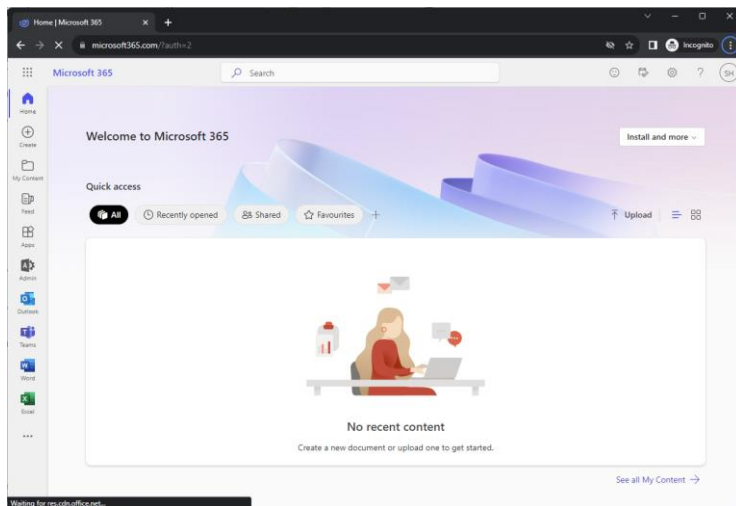 Home | Microsoft 365
microsoft365.com/?auth=2
Incognito
Microsoft 365
Search
SH
Home
Create
My Content
Feed
Apps
Admin
Outlook
Teams
Word
Excel
Welcome to Microsoft 365
Install and more
Quick access
All
Recently opened
Shared
Favourites
Upload
No recent content
Create a new document or upload one to get started.
See all My Content
Waiting for res.cdn.office.net...